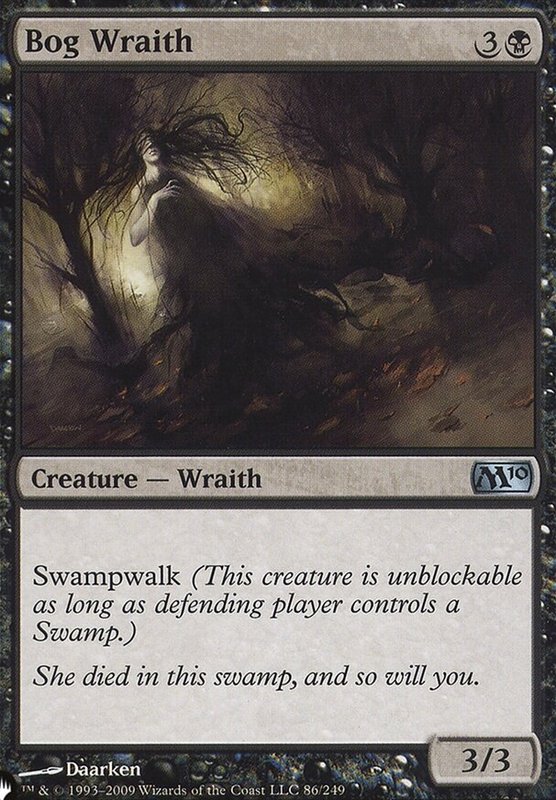 Bog Wraith 3
Creature — Wraith M10
Swampwalk (This creature is unblockable
as long as defending player controls a
Swamp.)
She died in this swamp, and so will you.
3/3
Daarken
™ & © 1993–2009 Wizards of the Coast LLC 86/249